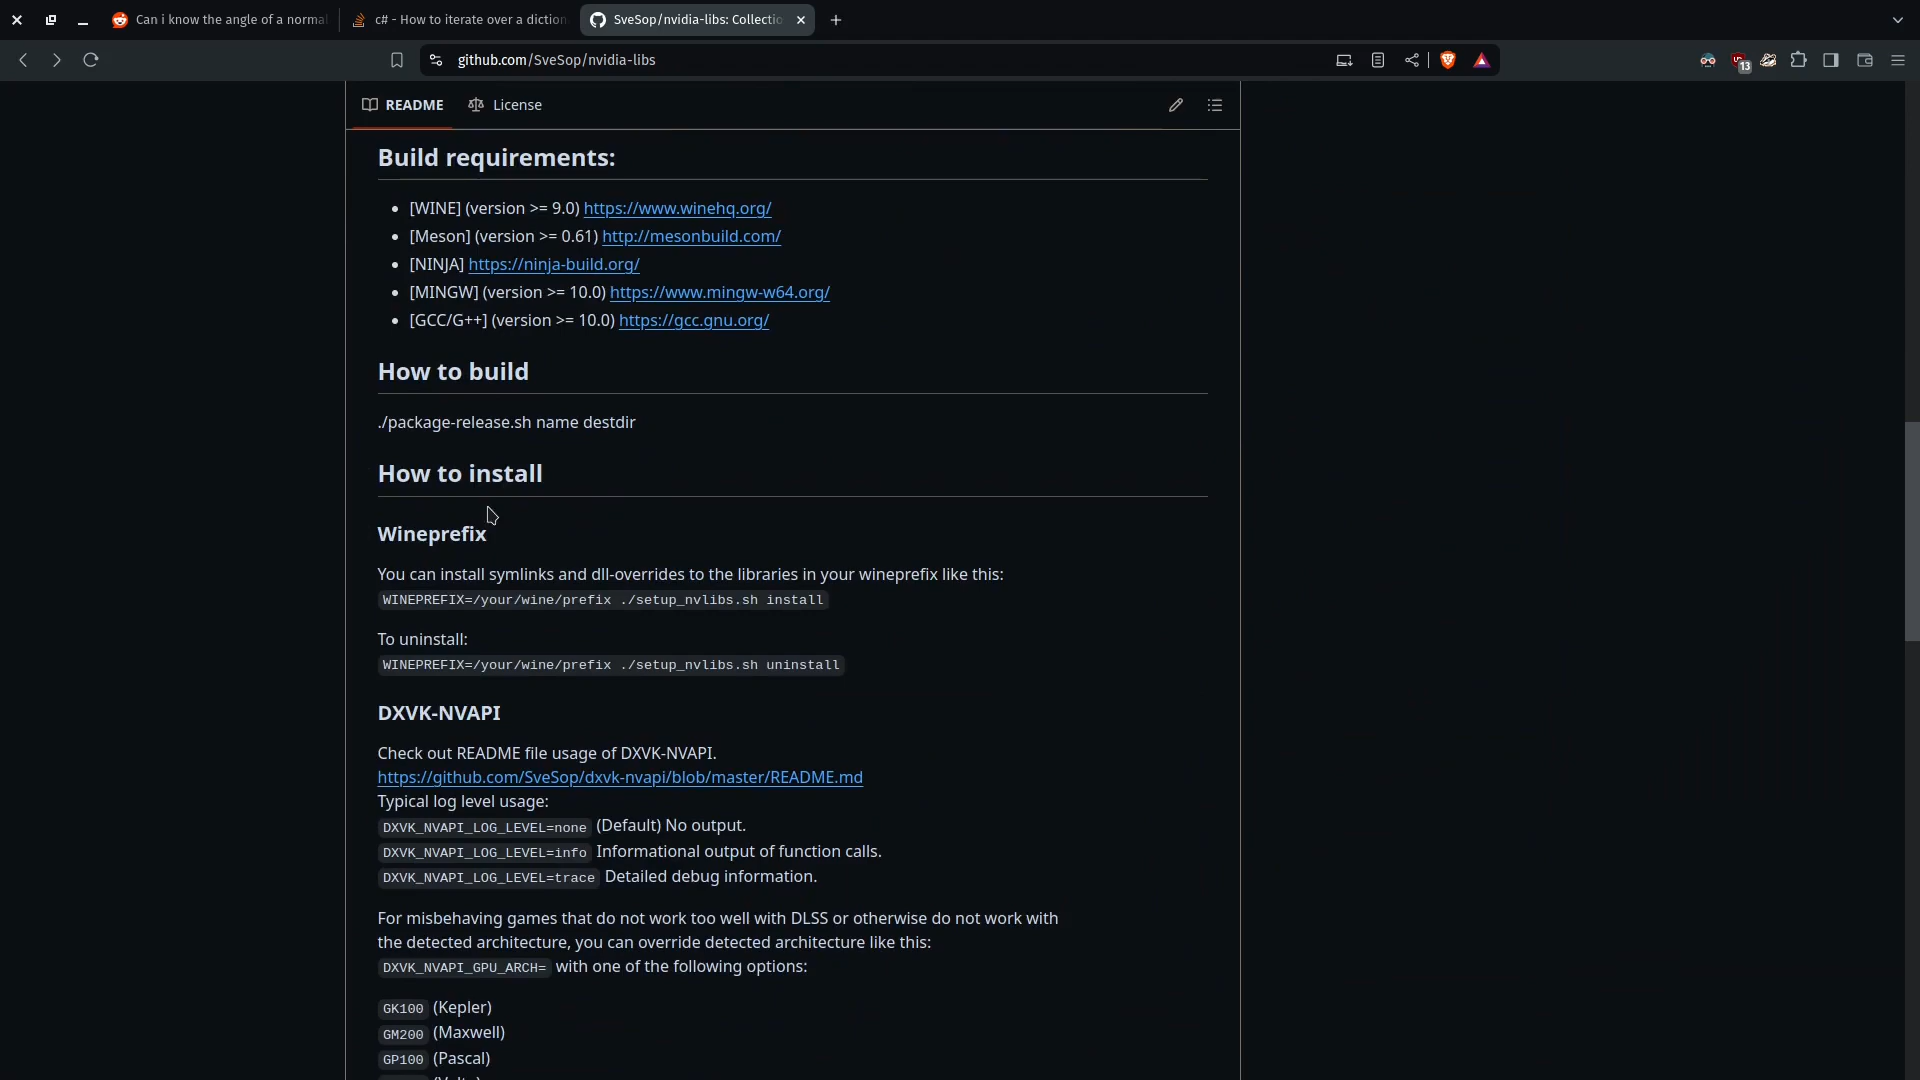 Can i know the angle of a normal
c# - How to iterate over a diction
SveSop/nvidia-libs: Collectio
github.com/SveSop/nvidia-libs
13
README
License
Build requirements:
[WINE] (version >= 9.0) https://www.winehq.org/
[Meson] (version >= 0.61) http://mesonbuild.com/
[NINJA] https://ninja-build.org/
[MINGW] (version >= 10.0) https://www.mingw-w64.org/
[GCC/G++] (version >= 10.0) https://gcc.gnu.org/
How to build
./package-release.sh name destdir
How to install
Wineprefix
You can install symlinks and dll-overrides to the libraries in your wineprefix like this:
WINEPREFIX=/your/wine/prefix ./setup_nvlibs.sh install
To uninstall:
WINEPREFIX=/your/wine/prefix ./setup_nvlibs.sh uninstall
DXVK-NVAPI
Check out README file usage of DXVK-NVAPI.
https://github.com/SveSop/dxvk-nvapi/blob/master/README.md
Typical log level usage:
DXVK_NVAPI_LOG_LEVEL=none (Default) No output.
DXVK_NVAPI_LOG_LEVEL=info Informational output of function calls.
DXVK_NVAPI_LOG_LEVEL=trace Detailed debug information.
For misbehaving games that do not work too well with DLSS or otherwise do not work with
the detected architecture, you can override detected architecture like this:
DXVK_NVAPI_GPU_ARCH= with one of the following options:
GK100 (Kepler)
GM200 (Maxwell)
GP100 (Pascal)